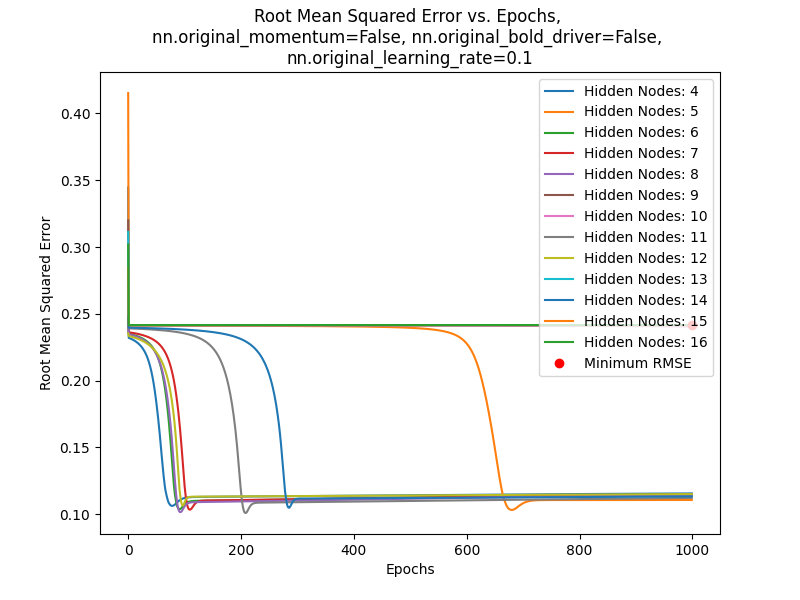 Root Mean Squared Error vs. Epochs,
nn.original_momentum=False, nn.original_bold_driver=False,
nn.original_learning_rate=0.1
Root Mean Squared Error
0.40
0.35
0.30
0.25
0.20
0.15
0.10
Hidden Nodes: 4
Hidden Nodes: 5
Hidden Nodes: 6
Hidden Nodes: 7
Hidden Nodes: 8
Hidden Nodes: 9
Hidden Nodes: 10
Hidden Nodes: 11
Hidden Nodes: 12
Hidden Nodes: 13
Hidden Nodes: 14
Hidden Nodes: 15
Hidden Nodes: 16
Minimum RMSE
0 200 400 600 800 1000
Epochs